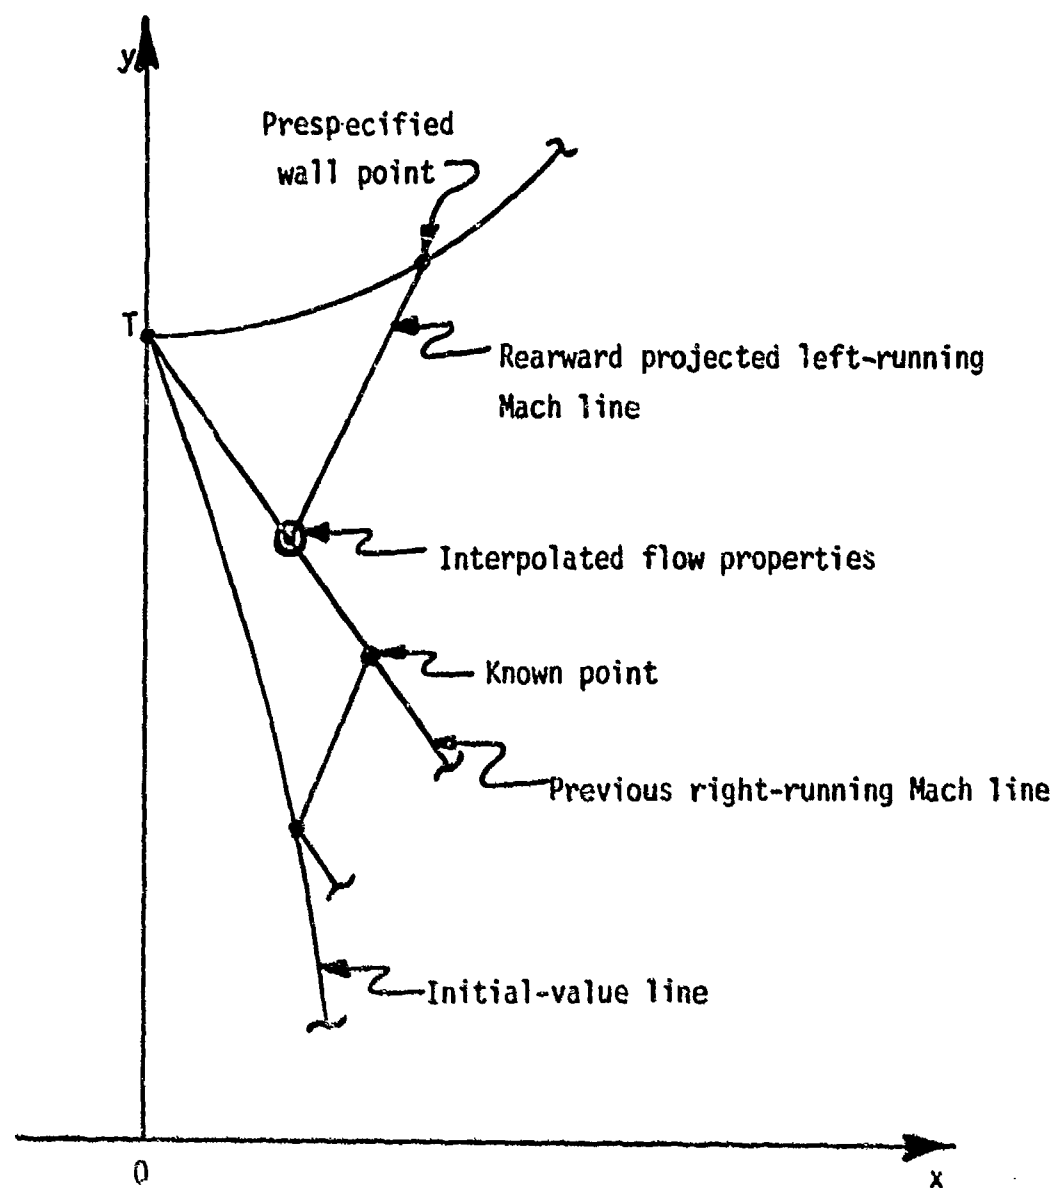 y
Prespecified
wall point
T
Rearward projected left-running
Mach line
Interpolated flow properties
Known point
Previous right-running Mach line
Initial-value line
0
x